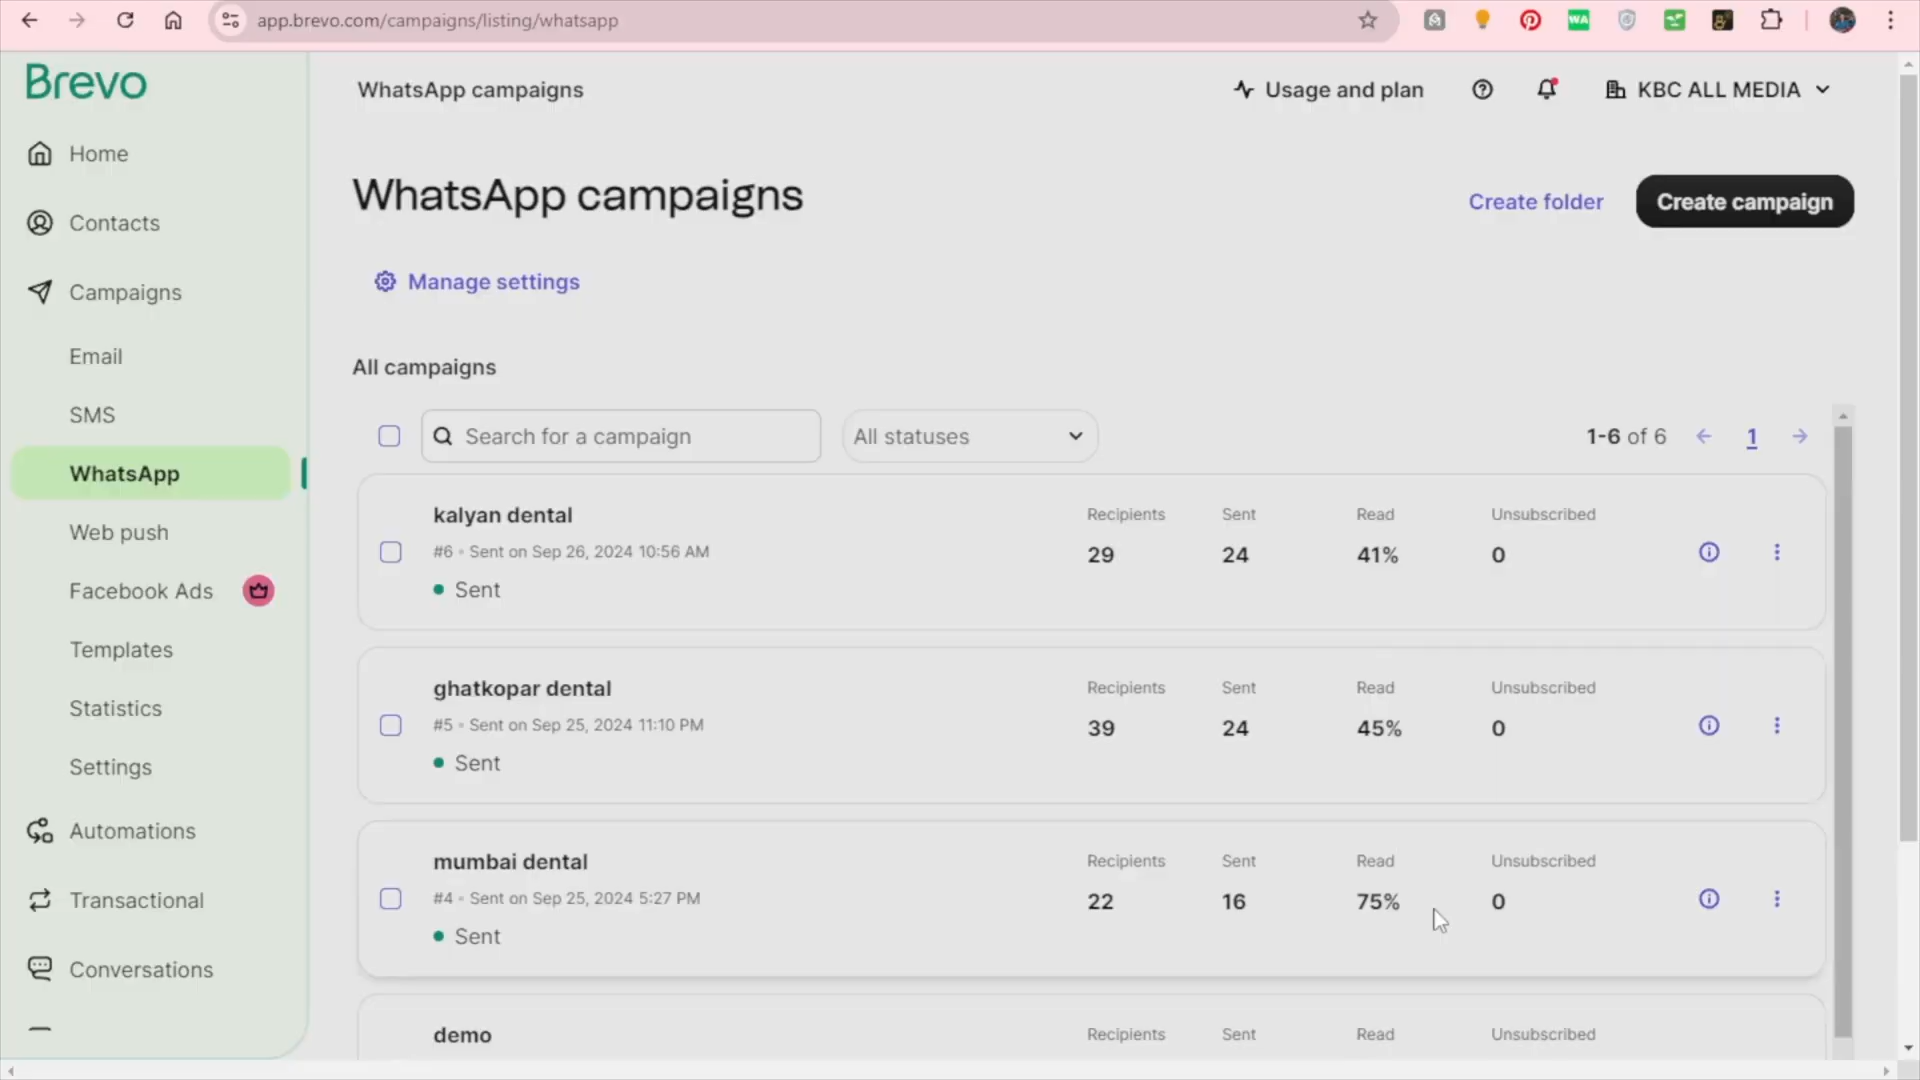 app.brevo.com/campaigns/listing/whatsapp
WA
Brevo
WhatsApp campaigns
Usage and plan
KBC ALL MEDIA
Home
WhatsApp campaigns
Create folder
Create campaign
Contacts
Manage settings
Campaigns
Email
All campaigns
SMS
Search for a campaign
All statuses
1-6 of 6
1
WhatsApp
kalyan dental
Recipients Sent Read Unsubscribed
#6 • Sent on Sep 26, 2024 10:56 AM
29 24 41% 0
Sent
Web push
Facebook Ads
Templates
ghatkopar dental
Recipients Sent Read Unsubscribed
#5 • Sent on Sep 25, 2024 11:10 PM
39 24 45% 0
Sent
Statistics
Settings
Automations
mumbai dental
Recipients Sent Read Unsubscribed
#4 • Sent on Sep 25, 2024 5:27 PM
22 16 75% 0
Sent
Transactional
Conversations
demo
Recipients Sent Read Unsubscribed